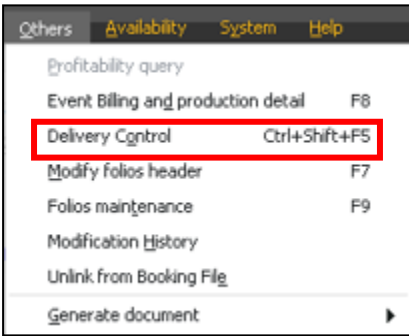 Others Availability System Help
Profitability query
Event Billing and production detail F8
Delivery Control Ctrl+Shift+F5
Modify folios header F7
Folios maintenance F9
Modification History
Unlink from Booking File
Generate document